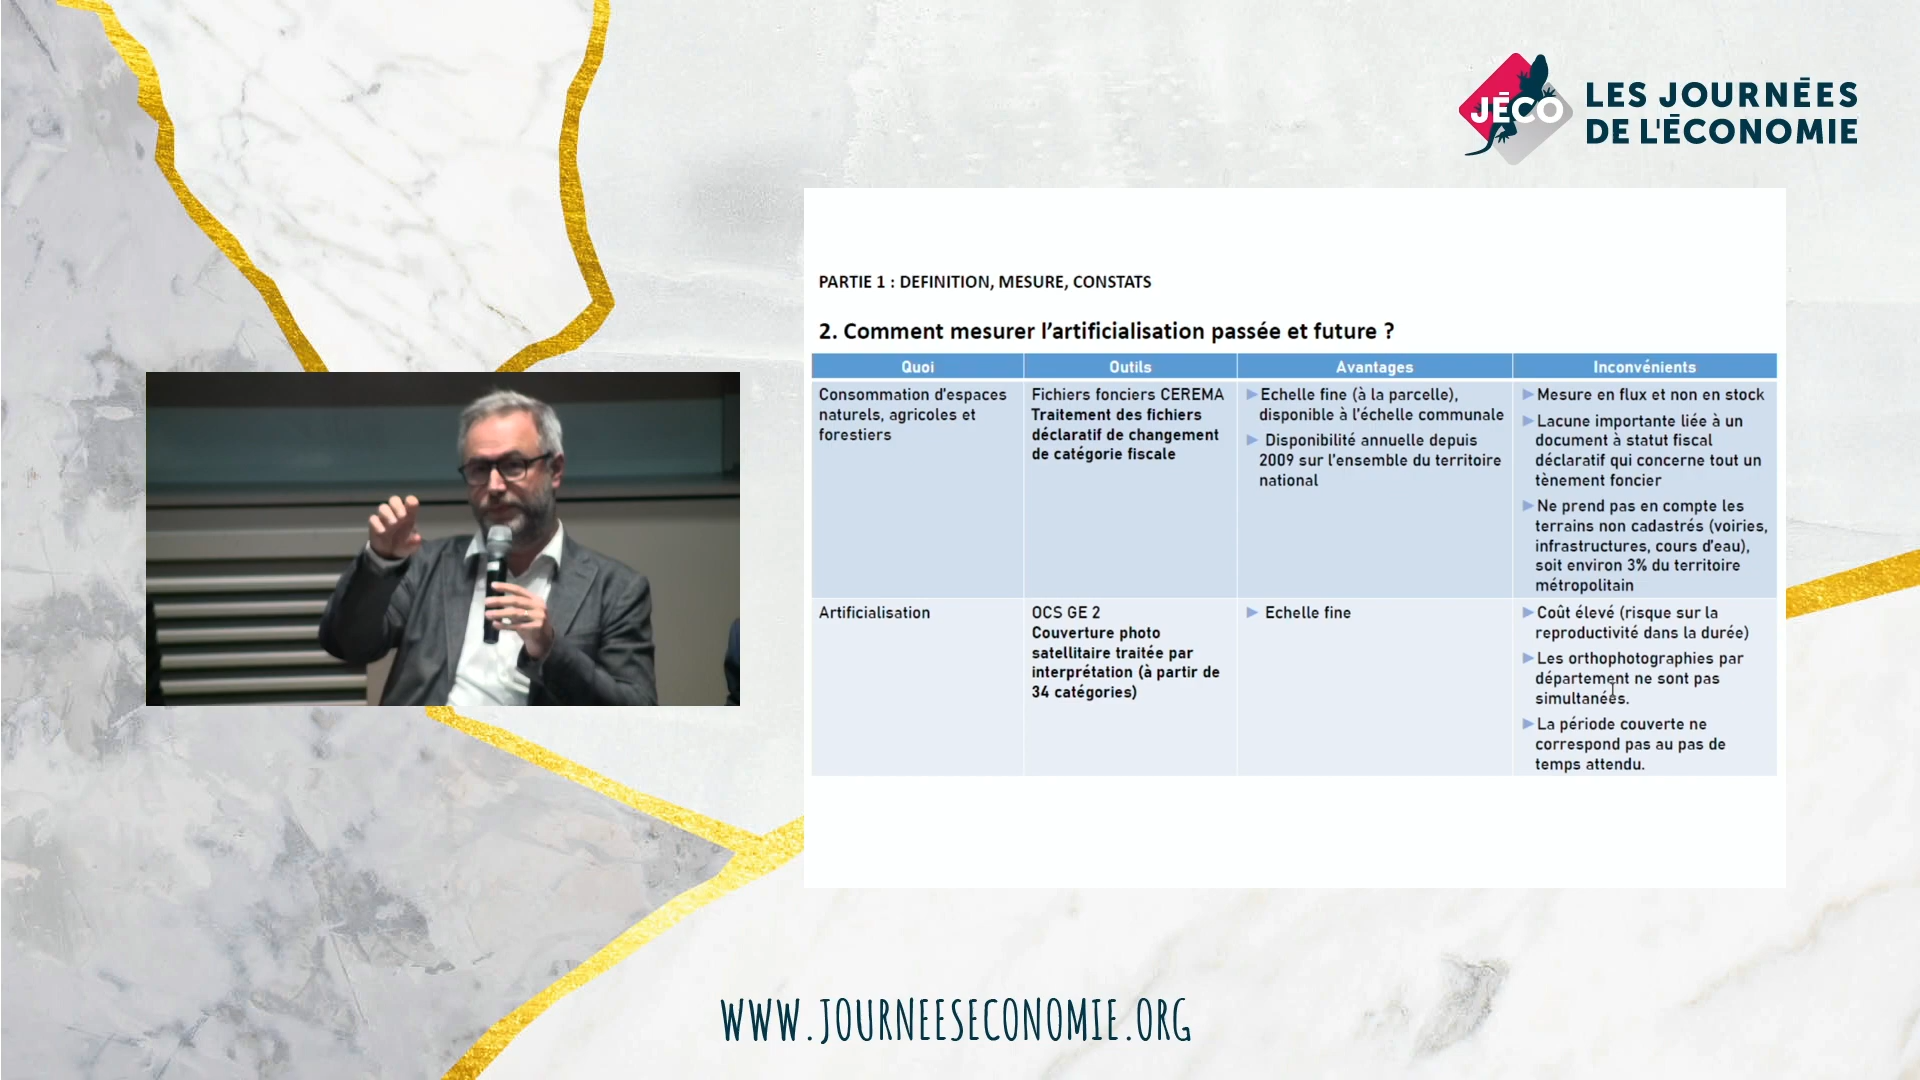 JÉCO
LES JOURNÉES
DE L'ÉCONOMIE
PARTIE 1 : DEFINITION, MESURE, CONSTATS
2. Comment mesurer l’artificialisation passée et future ?
Quoi
Outils
Avantages
Inconvénients
Consommation d'espaces
naturels, agricoles et
forestiers
Fichiers fonciers CEREMA
Traitement des fichiers
déclaratif de changement
de catégorie fiscale
Echelle fine (à la parcelle),
disponible à l'échelle communale
Disponibilité annuelle depuis
2009 sur l'ensemble du territoire
national
Mesure en flux et non en stock
Lacune importante liée à un
document à statut fiscal
déclaratif qui concerne tout un
tènement foncier
Ne prend pas en compte les
terrains non cadastrés (voiries,
infrastructures, cours d'eau),
soit environ 3% du territoire
métropolitain
Artificialisation
OCS GE 2
Couverture photo
satellitaire traitée par
interprétation (à partir de
34 catégories)
Echelle fine
Coût élevé (risque sur la
reproductivité dans la durée)
Les orthophotographies par
département ne sont pas
simultanées.
La période couverte ne
correspond pas au pas de
temps attendu.
WWW.JOURNEESECONOMIE.ORG